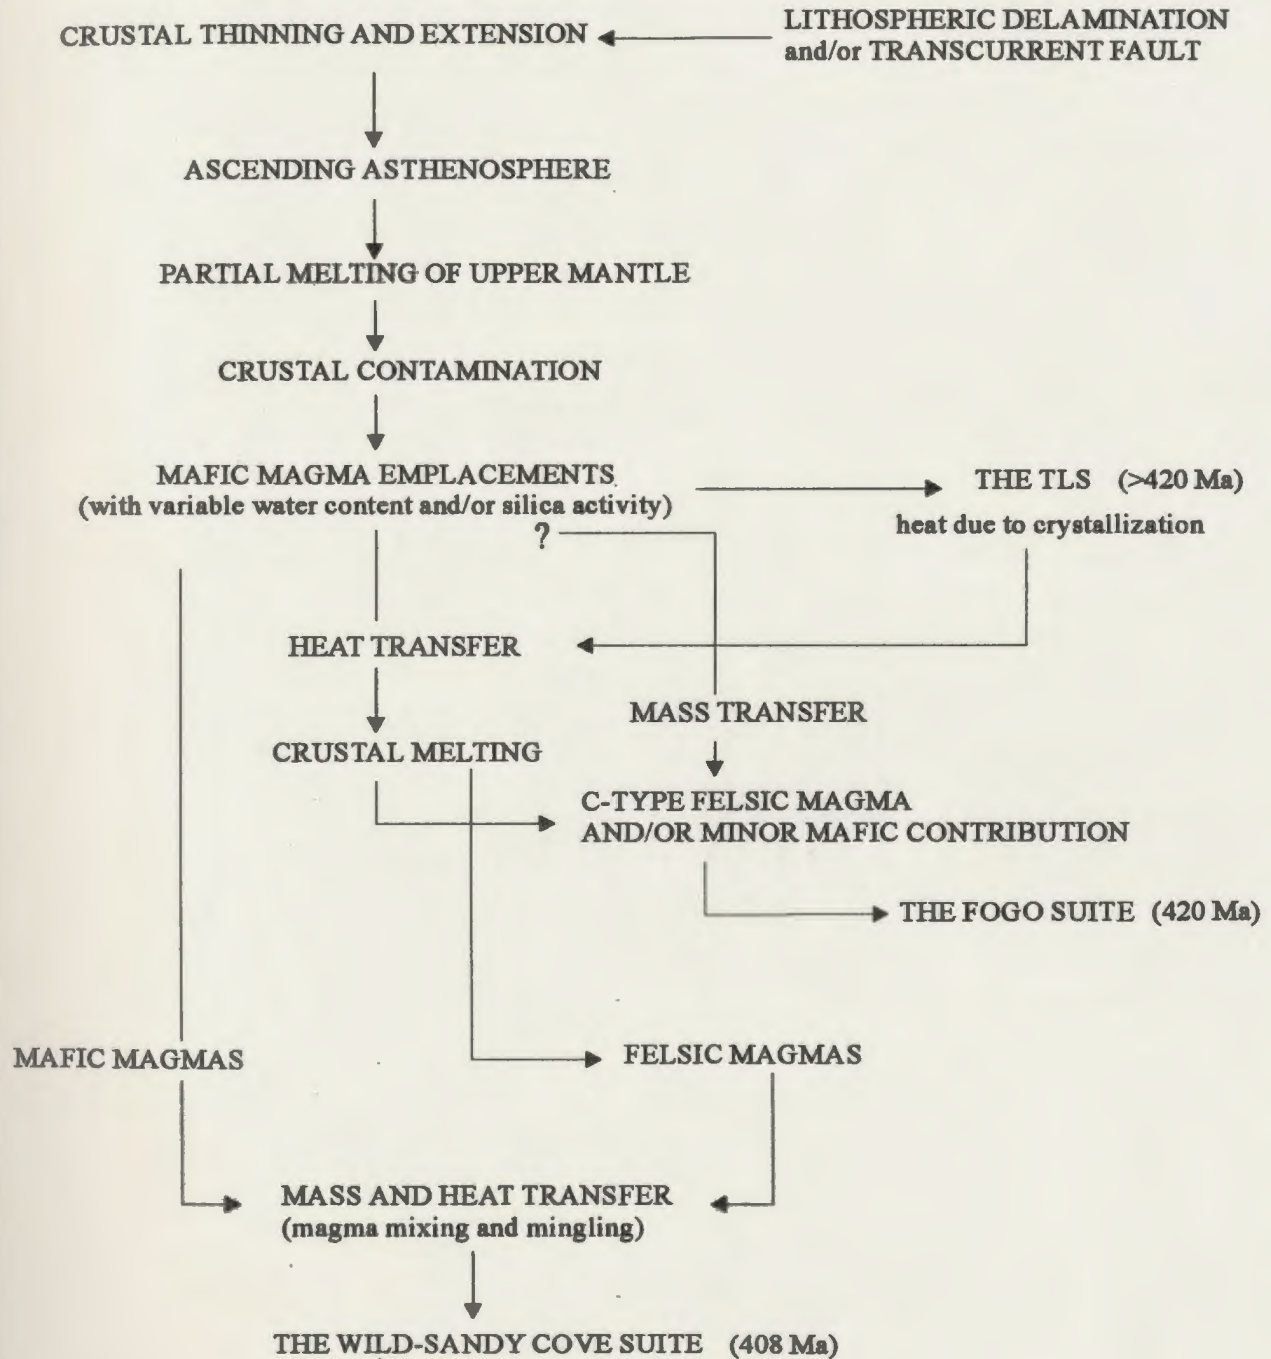 CRUSTAL THINNING AND EXTENSION
LITHOSPHERIC DELAMINATION
and/or TRANSCURRENT FAULT
ASCENDING ASTHENOSPHERE
PARTIAL MELTING OF UPPER MANTLE
CRUSTAL CONTAMINATION
MAFIC MAGMA EMPLACEMENTS
(with variable water content and/or silica activity)
THE TLS (>420 Ma)
heat due to crystallization
?
HEAT TRANSFER
MASS TRANSFER
CRUSTAL MELTING
C-TYPE FELSIC MAGMA
AND/OR MINOR MAFIC CONTRIBUTION
THE FOGO SUITE (420 Ma)
MAFIC MAGMAS
FELSIC MAGMAS
MASS AND HEAT TRANSFER
(magma mixing and mingling)
THE WILD-SANDY COVE SUITE (408 Ma)